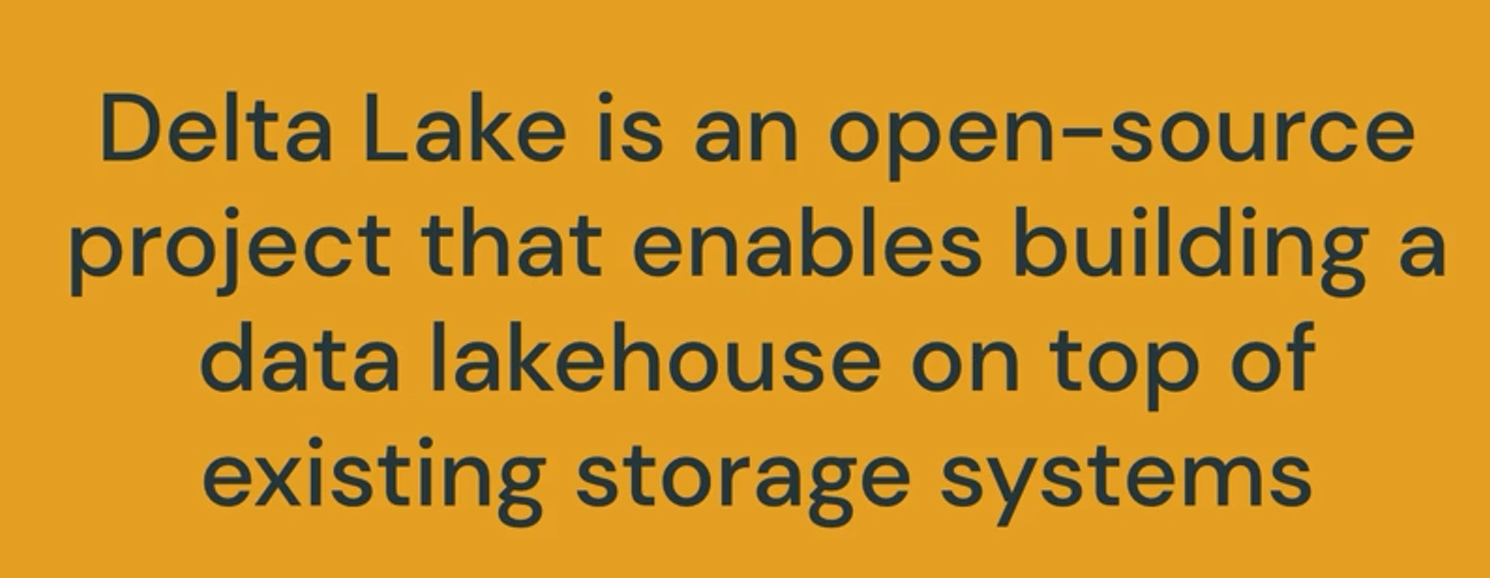 Delta Lake is an open-source
project that enables building a
data lakehouse on top of
existing storage systems